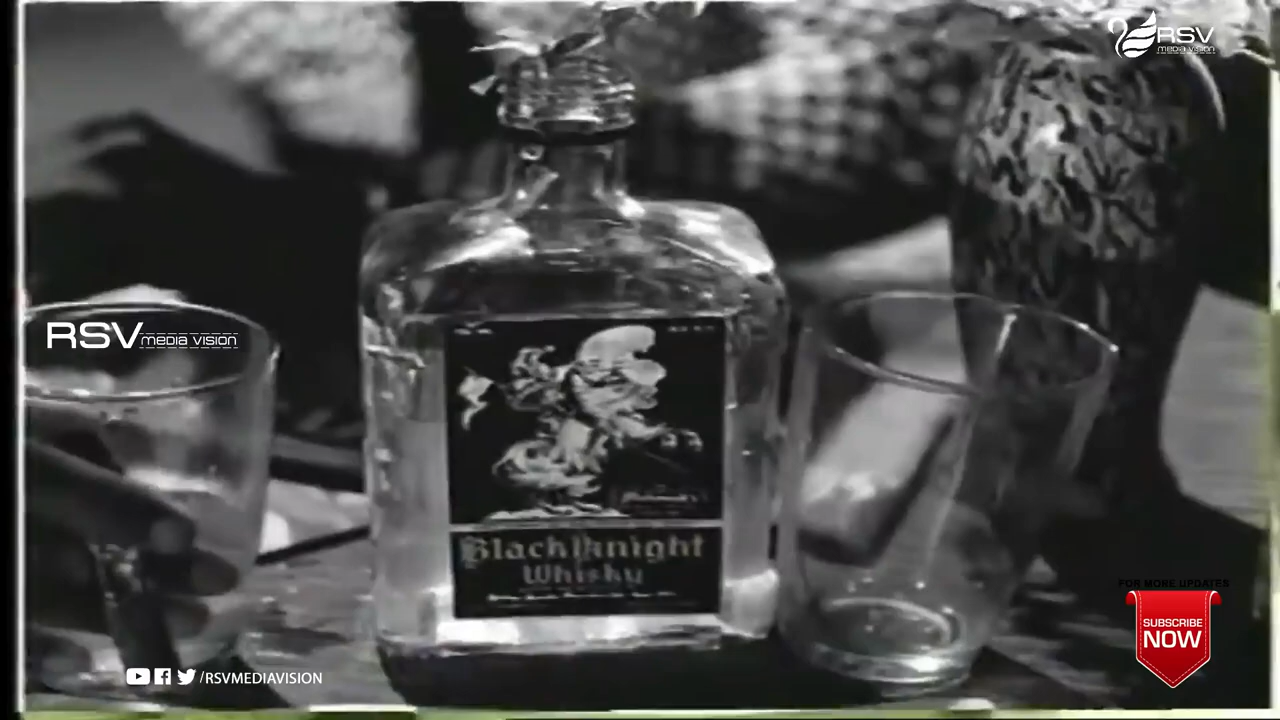 RSV
media vision
RSV
media vision
Black Knight
Whisky
FOR MORE UPDATES
SUBSCRIBE
NOW
/RSVMEDIAVISION